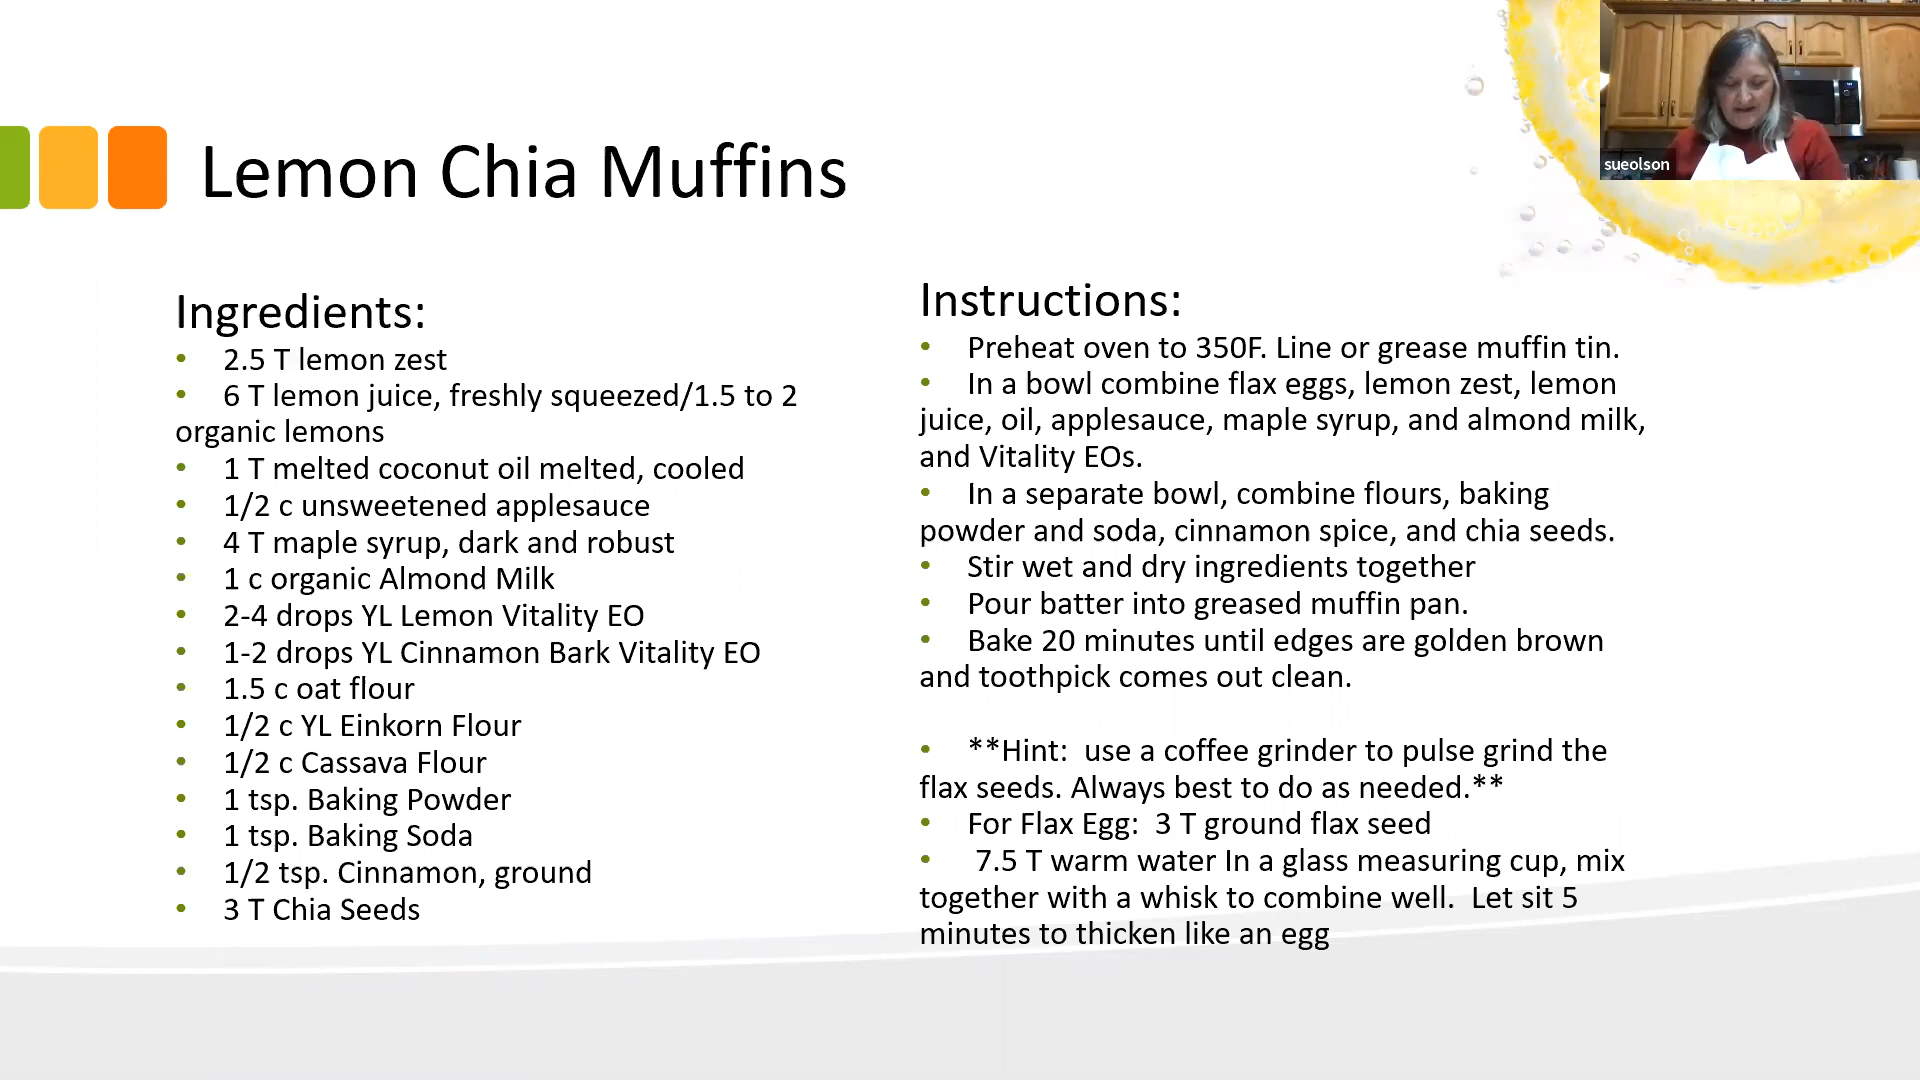 sueolson
Lemon Chia Muffins
Ingredients:
• 2.5 T lemon zest
• 6 T lemon juice, freshly squeezed/1.5 to 2
organic lemons
• 1 T melted coconut oil melted, cooled
• 1/2 c unsweetened applesauce
• 4 T maple syrup, dark and robust
• 1 c organic Almond Milk
• 2-4 drops YL Lemon Vitality EO
• 1-2 drops YL Cinnamon Bark Vitality EO
• 1.5 c oat flour
• 1/2 c YL Einkorn Flour
• 1/2 c Cassava Flour
• 1 tsp. Baking Powder
• 1 tsp. Baking Soda
• 1/2 tsp. Cinnamon, ground
• 3 T Chia Seeds
Instructions:
• Preheat oven to 350F. Line or grease muffin tin.
• In a bowl combine flax eggs, lemon zest, lemon
juice, oil, applesauce, maple syrup, and almond milk,
and Vitality EOs.
• In a separate bowl, combine flours, baking
powder and soda, cinnamon spice, and chia seeds.
• Stir wet and dry ingredients together
• Pour batter into greased muffin pan.
• Bake 20 minutes until edges are golden brown
and toothpick comes out clean.
• **Hint:  use a coffee grinder to pulse grind the
flax seeds. Always best to do as needed.**
• For Flax Egg:  3 T ground flax seed
• 7.5 T warm water In a glass measuring cup, mix
together with a whisk to combine well.  Let sit 5
minutes to thicken like an egg